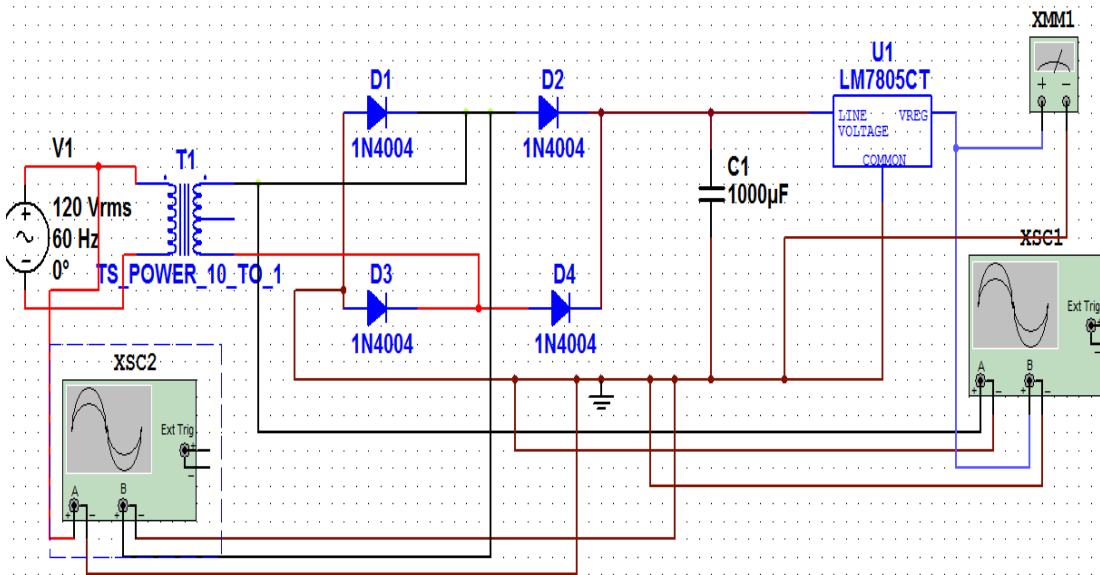 XMM1
+ −
U1
LM7805CT
LINE VREG
VOLTAGE
COMMON
D1
1N4004
D2
1N4004
V1
+
120 Vrms
60 Hz
−
0°
T1
TS_POWER_10_TO_1
C1
1000µF
D3
1N4004
D4
1N4004
XSC1
Ext Trig
+
−
A B
+ − + −
XSC2
Ext Trig
+
−
A B
+ − + −